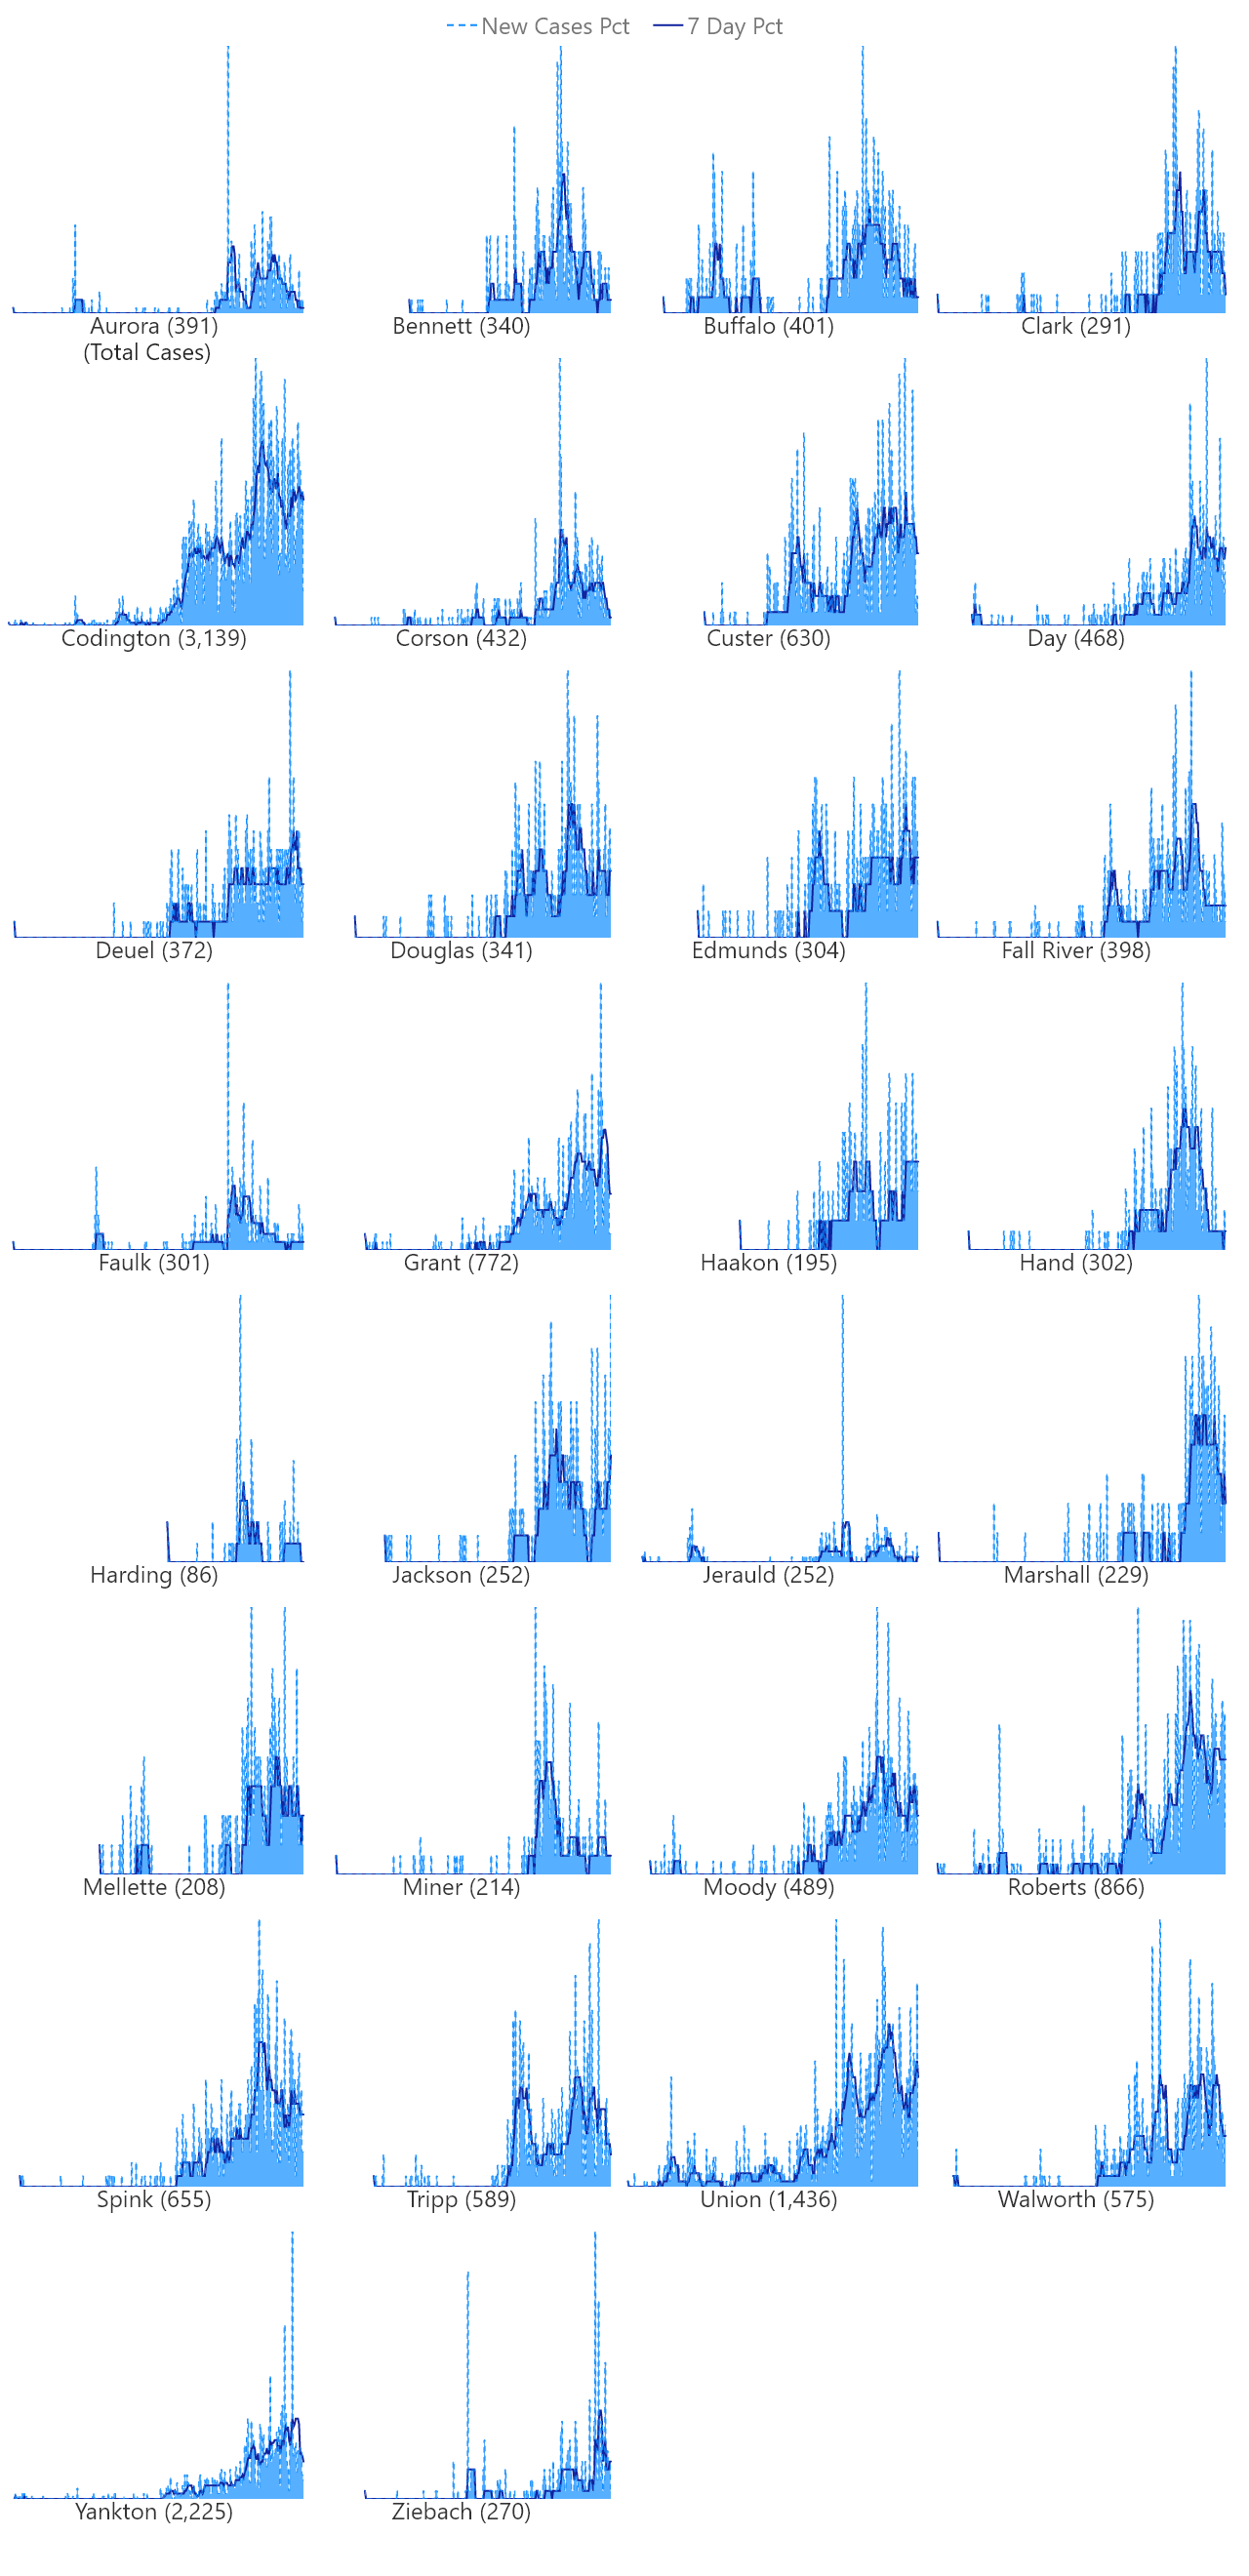 New Cases Pct 7 Day Pct
Aurora (391)
(Total Cases)
Bennett (340)
Buffalo (401)
Clark (291)
Codington (3,139)
Corson (432)
Custer (630)
Day (468)
Deuel (372)
Douglas (341)
Edmunds (304)
Fall River (398)
Faulk (301)
Grant (772)
Haakon (195)
Hand (302)
Harding (86)
Jackson (252)
Jerauld (252)
Marshall (229)
Mellette (208)
Miner (214)
Moody (489)
Roberts (866)
Spink (655)
Tripp (589)
Union (1,436)
Walworth (575)
Yankton (2,225)
Ziebach (270)